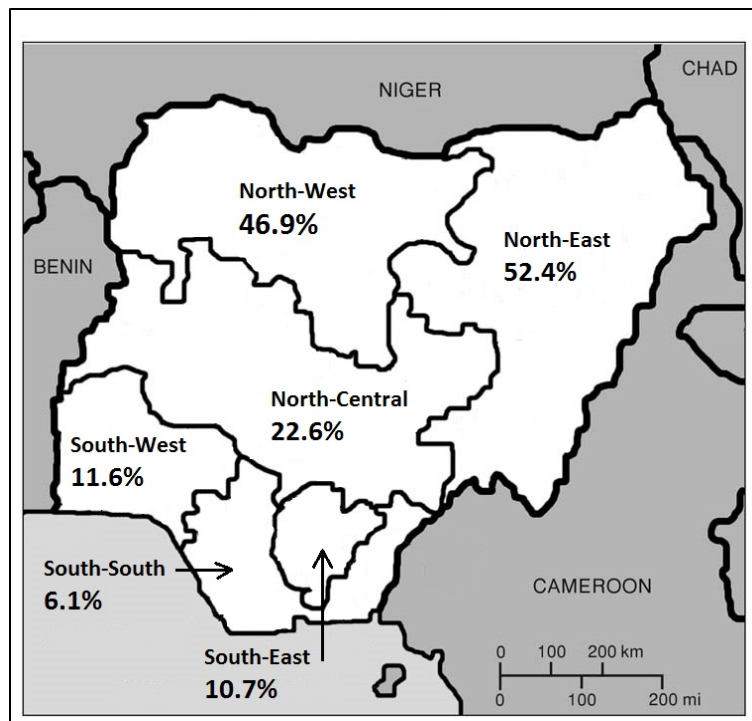 CHAD
NIGER
North-West
46.9%
North-East
52.4%
BENIN
North-Central
22.6%
South-West
11.6%
South-South
6.1%
CAMEROON
South-East
10.7%
0 100 200 km
0 100 200 mi